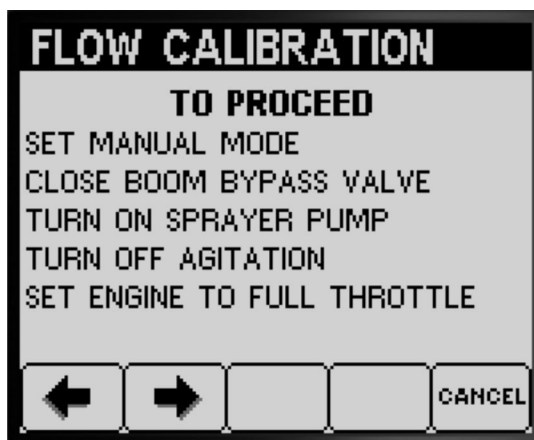 FLOW CALIBRATION
TO PROCEED
SET MANUAL MODE
CLOSE BOOM BYPASS VALVE
TURN ON SPRAYER PUMP
TURN OFF AGITATION
SET ENGINE TO FULL THROTTLE
CANCEL